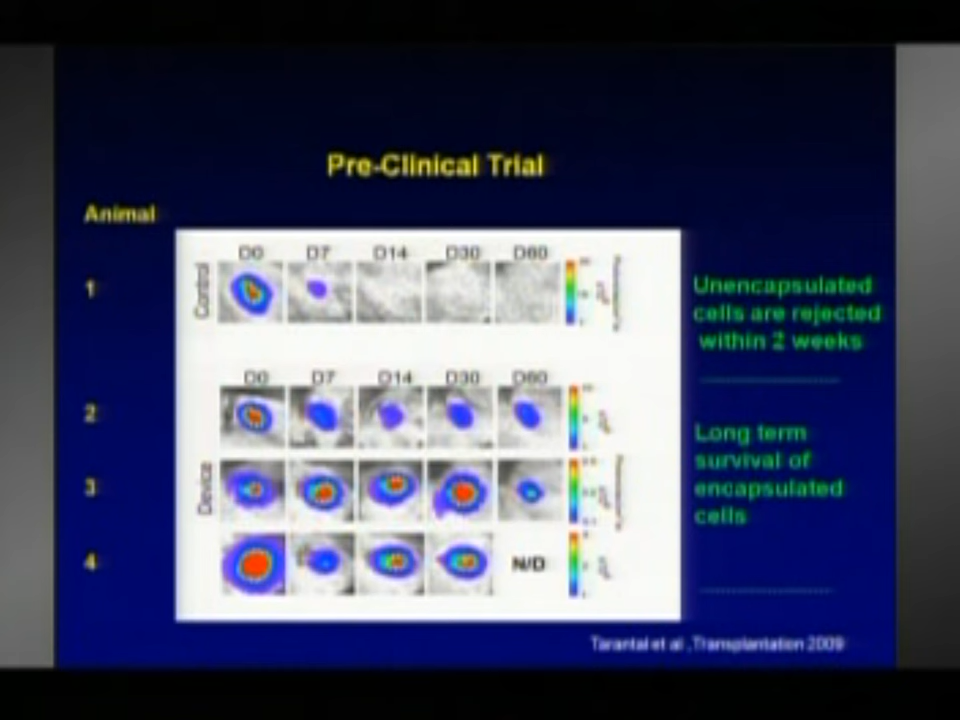 Pre-Clinical Trial
Animal
D0 D7 D14 D30 D60
1
Control
Unencapsulated
cells are rejected
within 2 weeks
D0 D7 D14 D30 D60
2
3
4
Device
N/D
Long term
survival of
encapsulated
cells
Tarantal et al ,Transplantation 2009